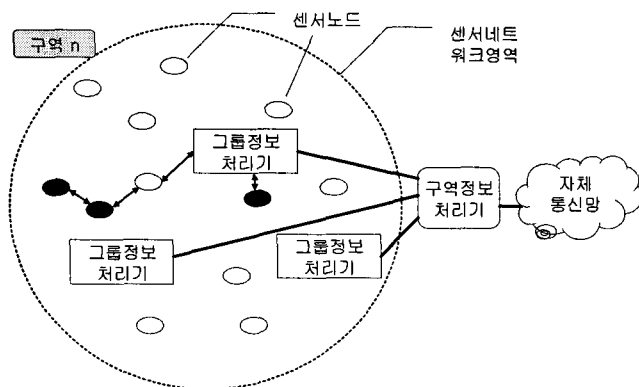 센서노드
센서네트
워크영역
구역 n
그룹정보
처리기
구역정보
처리기
자체
통신망
그룹정보
처리기
그룹정보
처리기